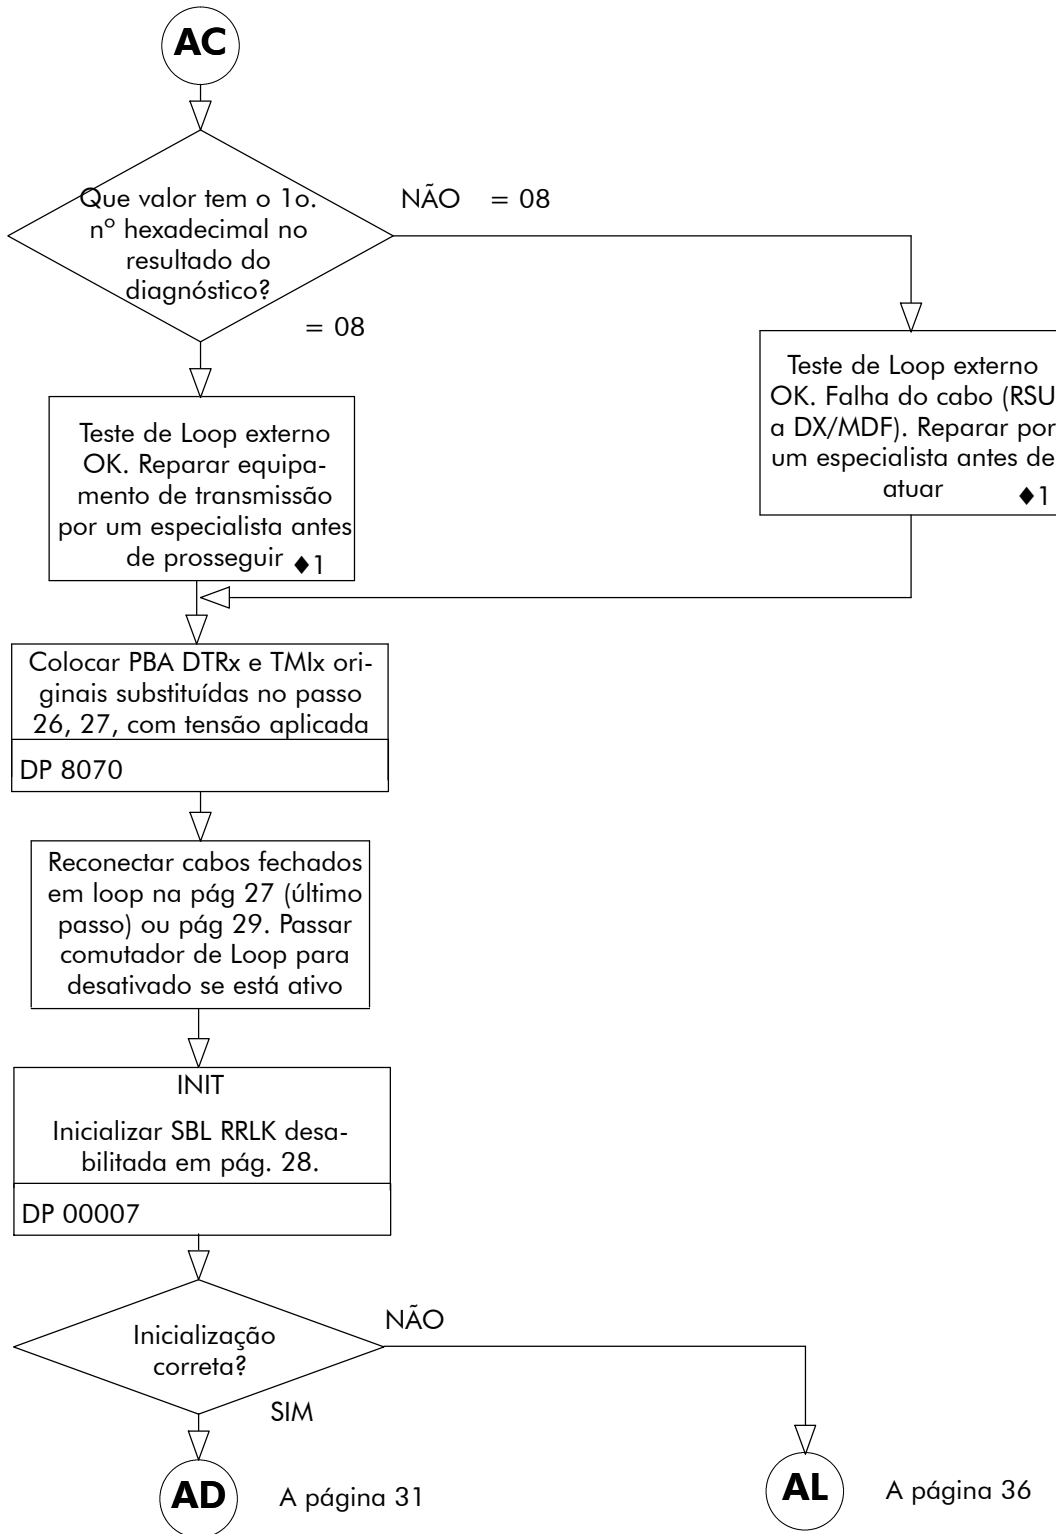 AC
Que valor tem o 1o.
nº hexadecimal no
resultado do
diagnóstico?
NÃO = 08
= 08
Teste de Loop externo
OK. Falha do cabo (RSU
a DX/MDF). Reparar por
um especialista antes de
atuar ♦1
Teste de Loop externo
OK. Reparar equipa-
mento de transmissão
por um especialista antes
de prosseguir ♦1
Colocar PBA DTRx e TMIx ori-
ginais substituídas no passo
26, 27, com tensão aplicada
DP 8070
Reconectar cabos fechados
em loop na pág 27 (último
passo) ou pág 29. Passar
comutador de Loop para
desativado se está ativo
INIT
Inicializar SBL RRLK desa-
bilitada em pág. 28.
DP 00007
Inicialização
correta?
NÃO
SIM
AD
A página 31
AL
A página 36